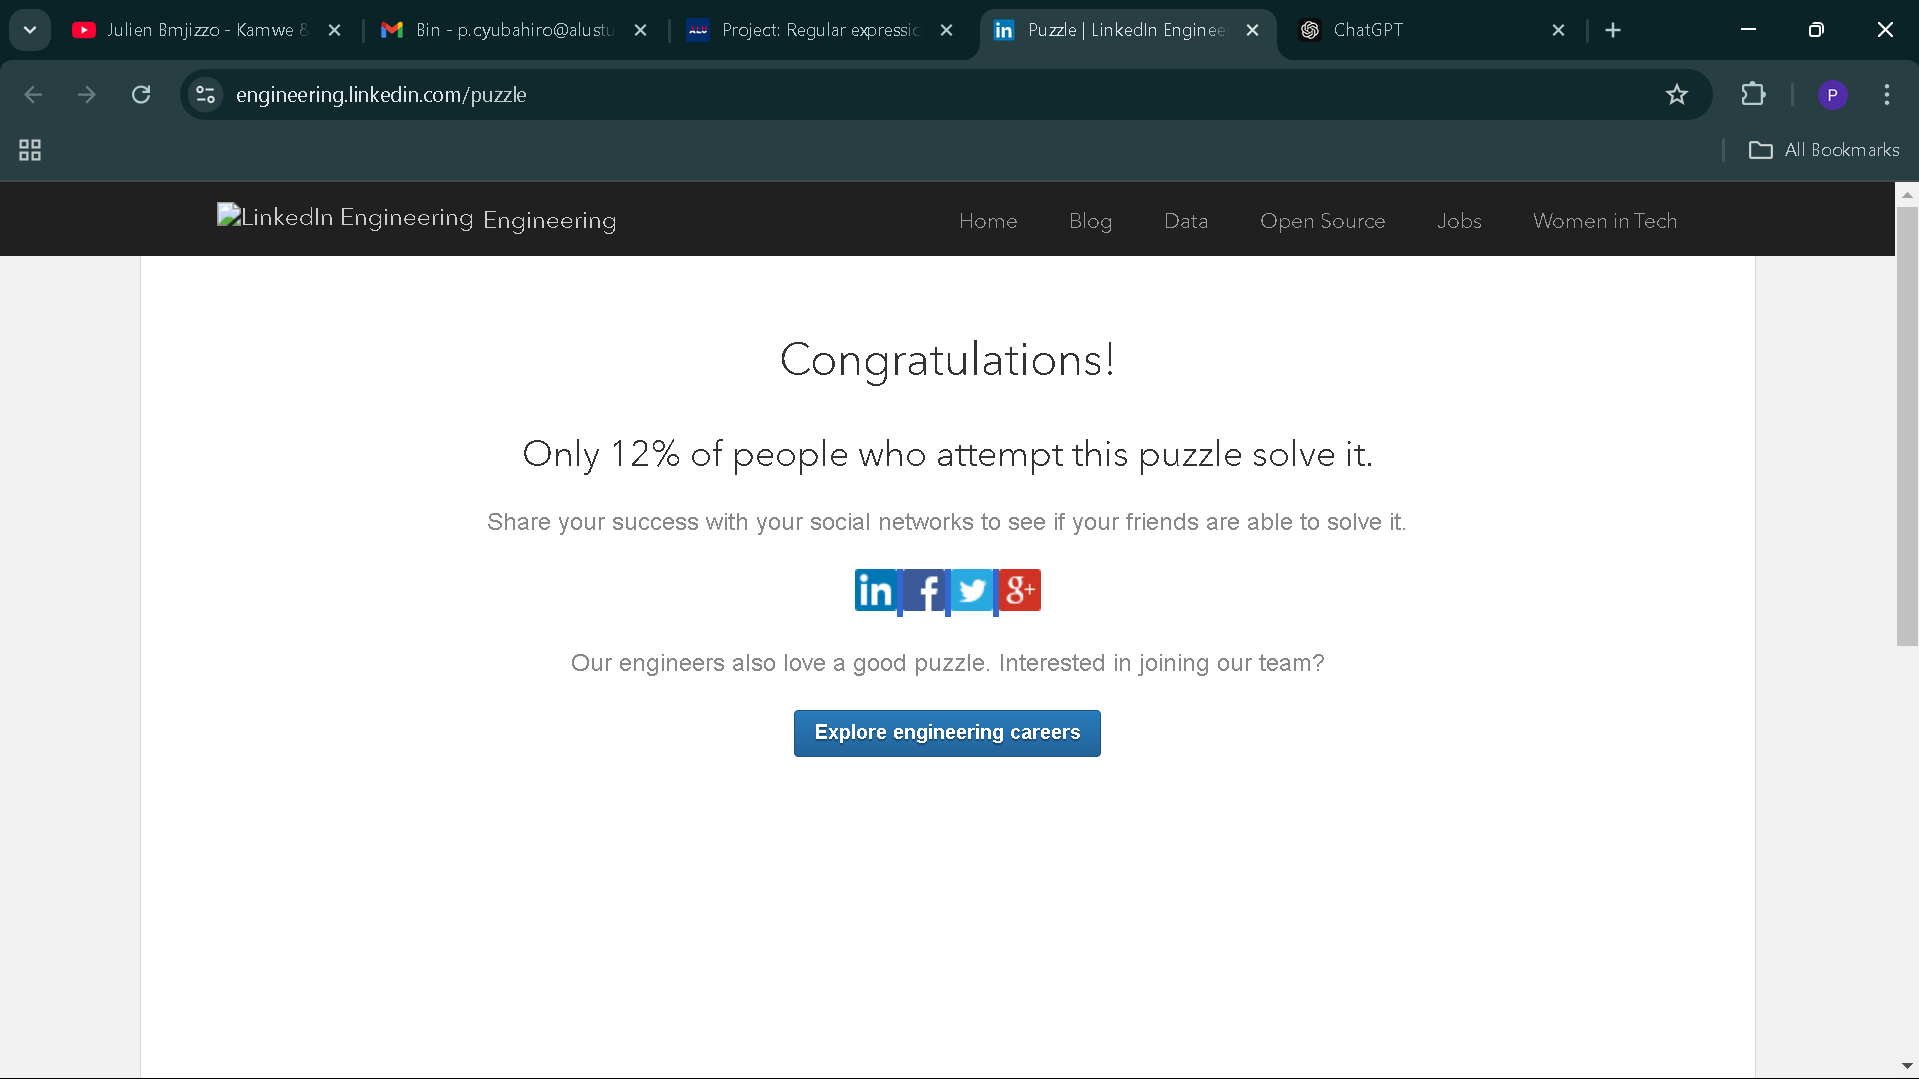 Julien Bmjizzo - Kamwe &
Bin - p.cyubahiro@alustu
Project: Regular expressio
Puzzle | LinkedIn Enginee
ChatGPT
engineering.linkedin.com/puzzle
P
All Bookmarks
LinkedIn Engineering Engineering
Home
Blog
Data
Open Source
Jobs
Women in Tech
Congratulations!
Only 12% of people who attempt this puzzle solve it.
Share your success with your social networks to see if your friends are able to solve it.
in f g+
Our engineers also love a good puzzle. Interested in joining our team?
Explore engineering careers